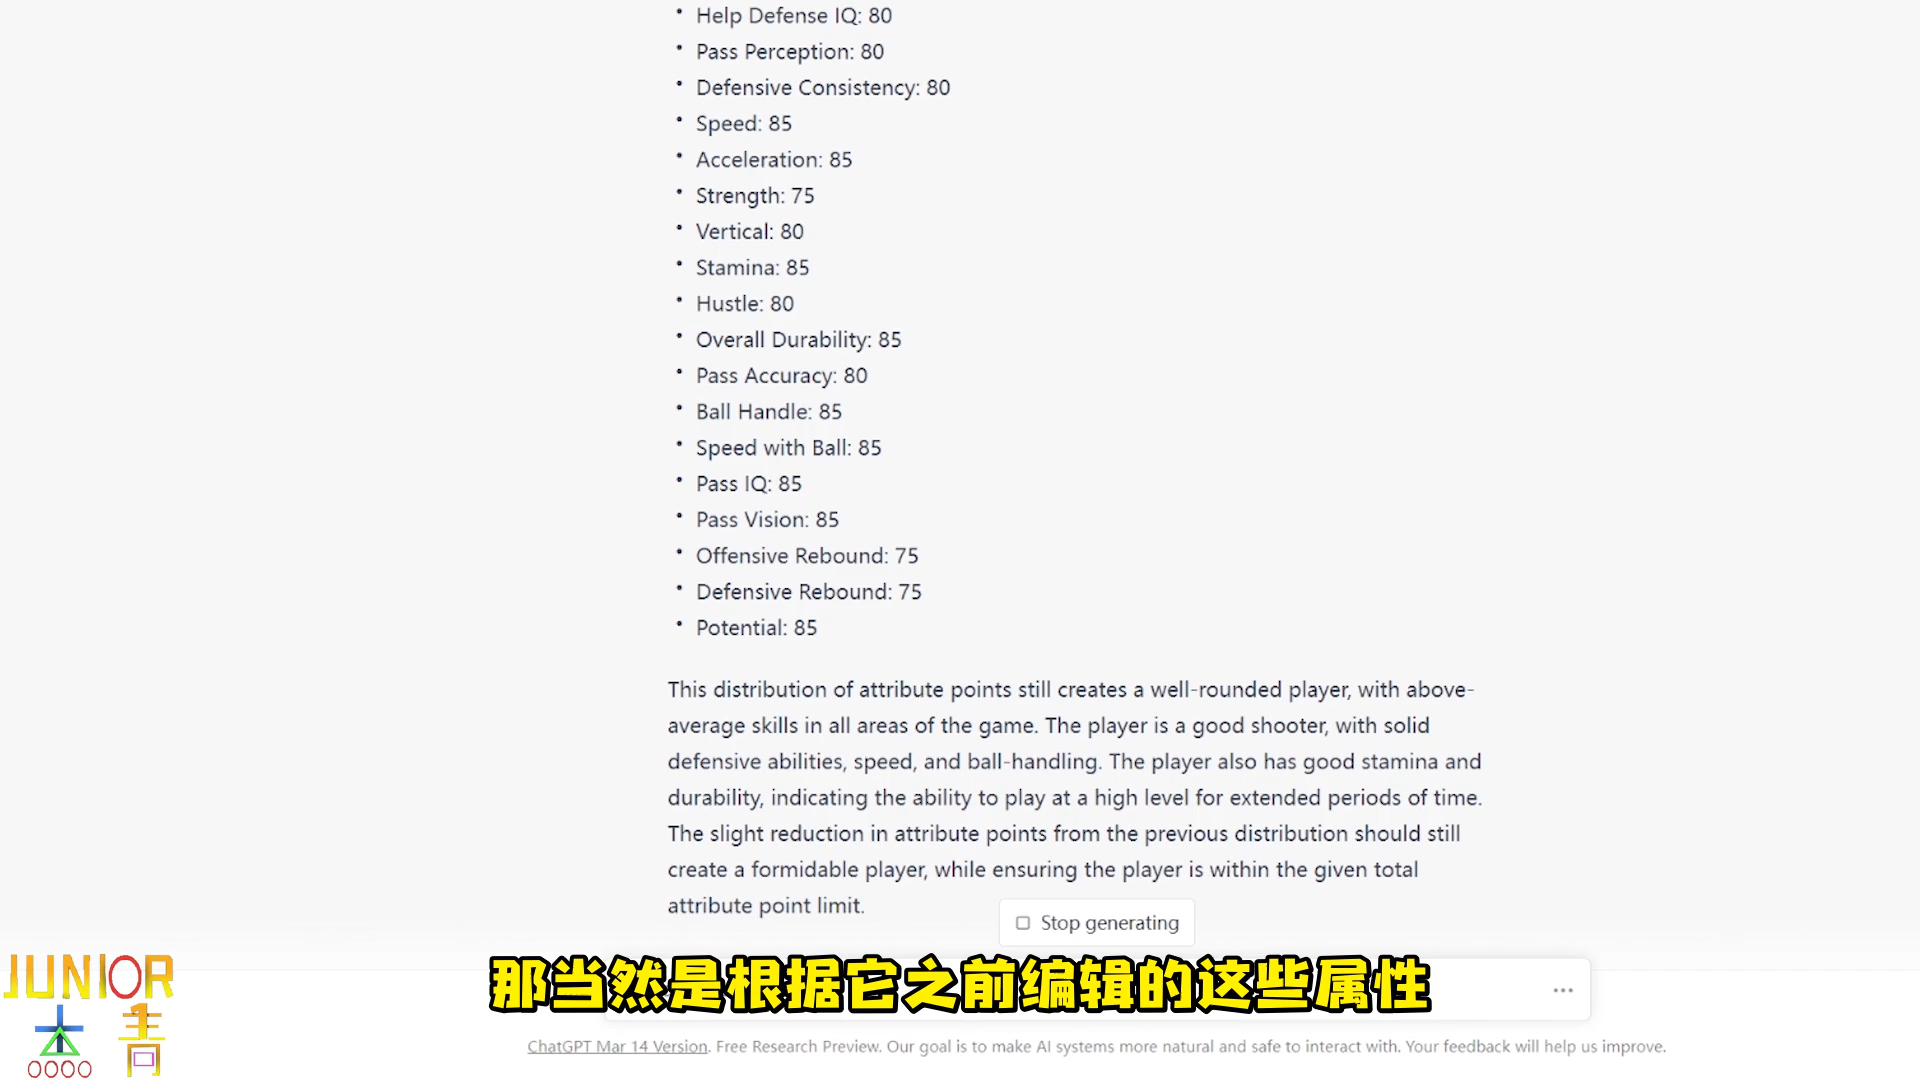 • Help Defense IQ: 80
• Pass Perception: 80
• Defensive Consistency: 80
• Speed: 85
• Acceleration: 85
• Strength: 75
• Vertical: 80
• Stamina: 85
• Hustle: 80
• Overall Durability: 85
• Pass Accuracy: 80
• Ball Handle: 85
• Speed with Ball: 85
• Pass IQ: 85
• Pass Vision: 85
• Offensive Rebound: 75
• Defensive Rebound: 75
• Potential: 85
This distribution of attribute points still creates a well-rounded player, with above-
average skills in all areas of the game. The player is a good shooter, with solid
defensive abilities, speed, and ball-handling. The player also has good stamina and
durability, indicating the ability to play at a high level for extended periods of time.
The slight reduction in attribute points from the previous distribution should still
create a formidable player, while ensuring the player is within the given total
attribute point limit.
Stop generating
JUNIOR
那当然是根据它之前编辑的这些属性
ChatGPT Mar 14 Version. Free Research Preview. Our goal is to make AI systems more natural and safe to interact with. Your feedback will help us improve.